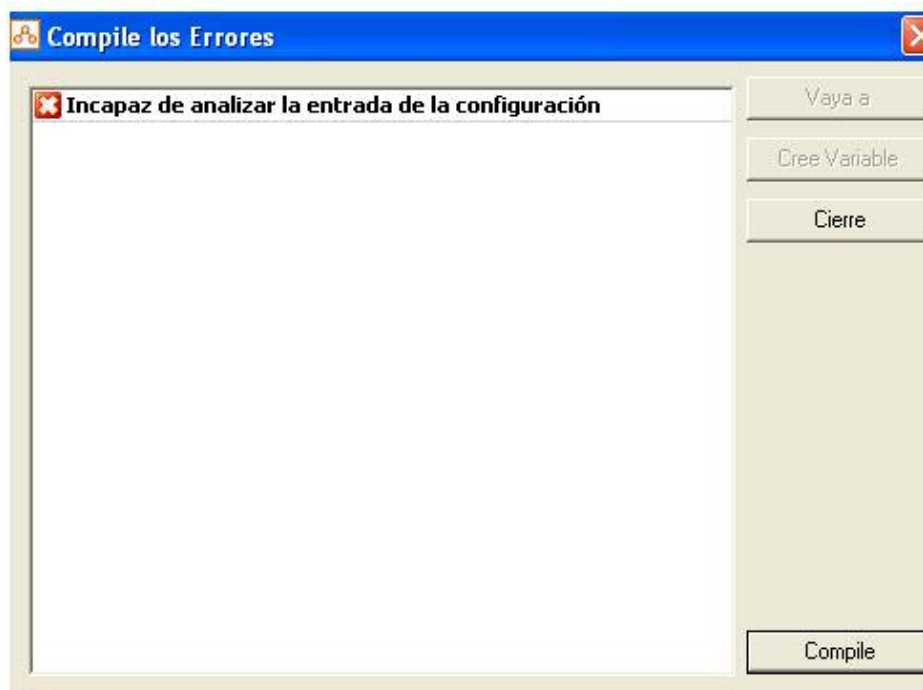 Compile los Errores
Incapaz de analizar la entrada de la configuración
Vaya a
Cree Variable
Cierre
Compile